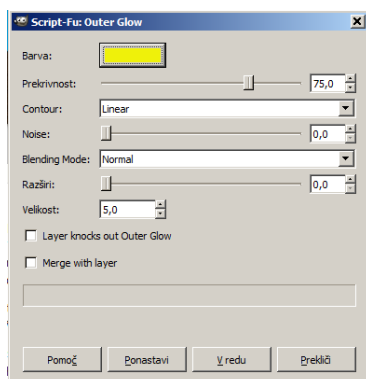 Script-Fu: Outer Glow
Barva:
Prekrivnost: 75,0
Contour: Linear
Noise: 0,0
Blending Mode: Normal
Razširi: 0,0
Velikost: 5,0
Layer knocks out Outer Glow
Merge with layer
Pomoč Ponastavi V redu Prekliči